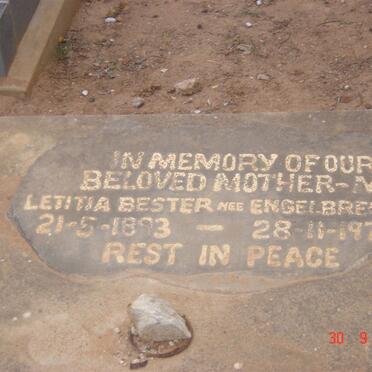 IN MEMORY OF OUR
BELOVED MOTHER-
LETITIA BESTER NEE ENGELBRE
21-5-1893 — 28-11-197
REST IN PEACE
30 9